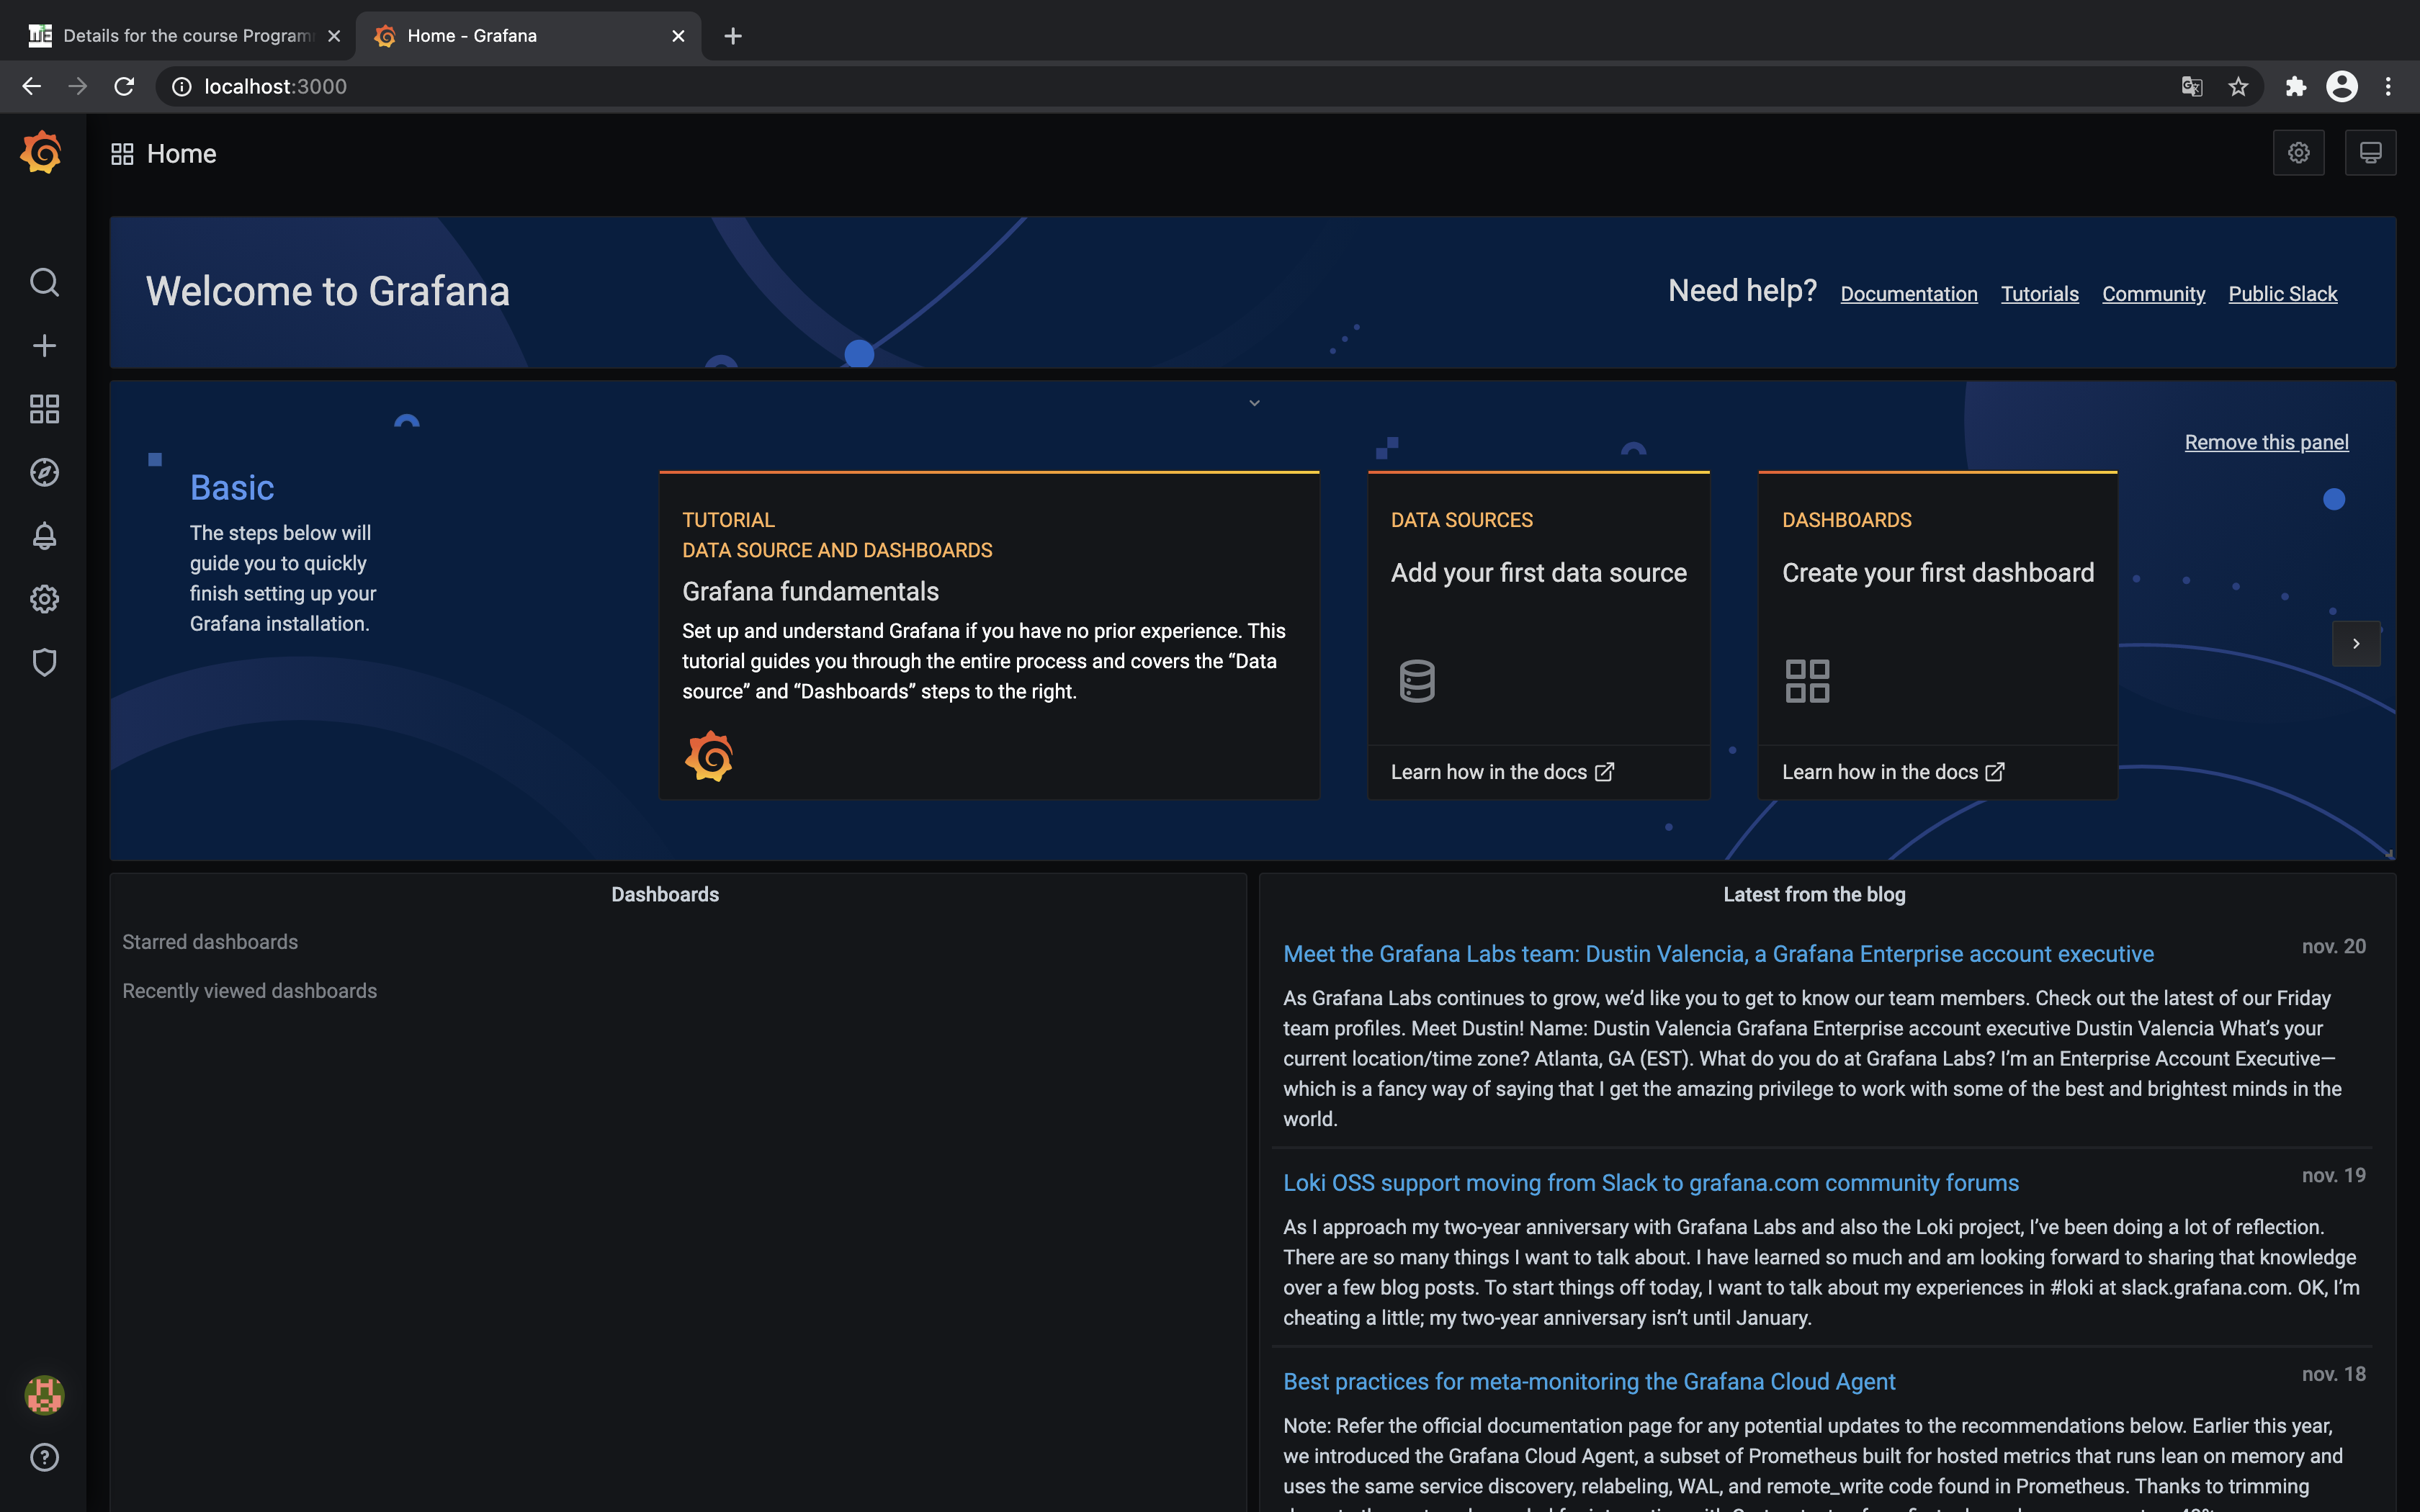 Details for the course Program
Home - Grafana
localhost:3000
Home
Welcome to Grafana
Need help?
Documentation
Tutorials
Community
Public Slack
Remove this panel
Basic
The steps below will
guide you to quickly
finish setting up your
Grafana installation.
TUTORIAL
DATA SOURCE AND DASHBOARDS
Grafana fundamentals
Set up and understand Grafana if you have no prior experience. This
tutorial guides you through the entire process and covers the “Data
source” and “Dashboards” steps to the right.
DATA SOURCES
Add your first data source
Learn how in the docs
DASHBOARDS
Create your first dashboard
Learn how in the docs
Dashboards
Starred dashboards
Recently viewed dashboards
Latest from the blog
Meet the Grafana Labs team: Dustin Valencia, a Grafana Enterprise account executive
nov. 20
As Grafana Labs continues to grow, we’d like you to get to know our team members. Check out the latest of our Friday
team profiles. Meet Dustin! Name: Dustin Valencia Grafana Enterprise account executive Dustin Valencia What’s your
current location/time zone? Atlanta, GA (EST). What do you do at Grafana Labs? I’m an Enterprise Account Executive—
which is a fancy way of saying that I get the amazing privilege to work with some of the best and brightest minds in the
world.
Loki OSS support moving from Slack to grafana.com community forums
nov. 19
As I approach my two-year anniversary with Grafana Labs and also the Loki project, I’ve been doing a lot of reflection.
There are so many things I want to talk about. I have learned so much and am looking forward to sharing that knowledge
over a few blog posts. To start things off today, I want to talk about my experiences in #loki at slack.grafana.com. OK, I’m
cheating a little; my two-year anniversary isn’t until January.
Best practices for meta-monitoring the Grafana Cloud Agent
nov. 18
Note: Refer the official documentation page for any potential updates to the recommendations below. Earlier this year,
we introduced the Grafana Cloud Agent, a subset of Prometheus built for hosted metrics that runs lean on memory and
uses the same service discovery, relabeling, WAL, and remote_write code found in Prometheus. Thanks to trimming